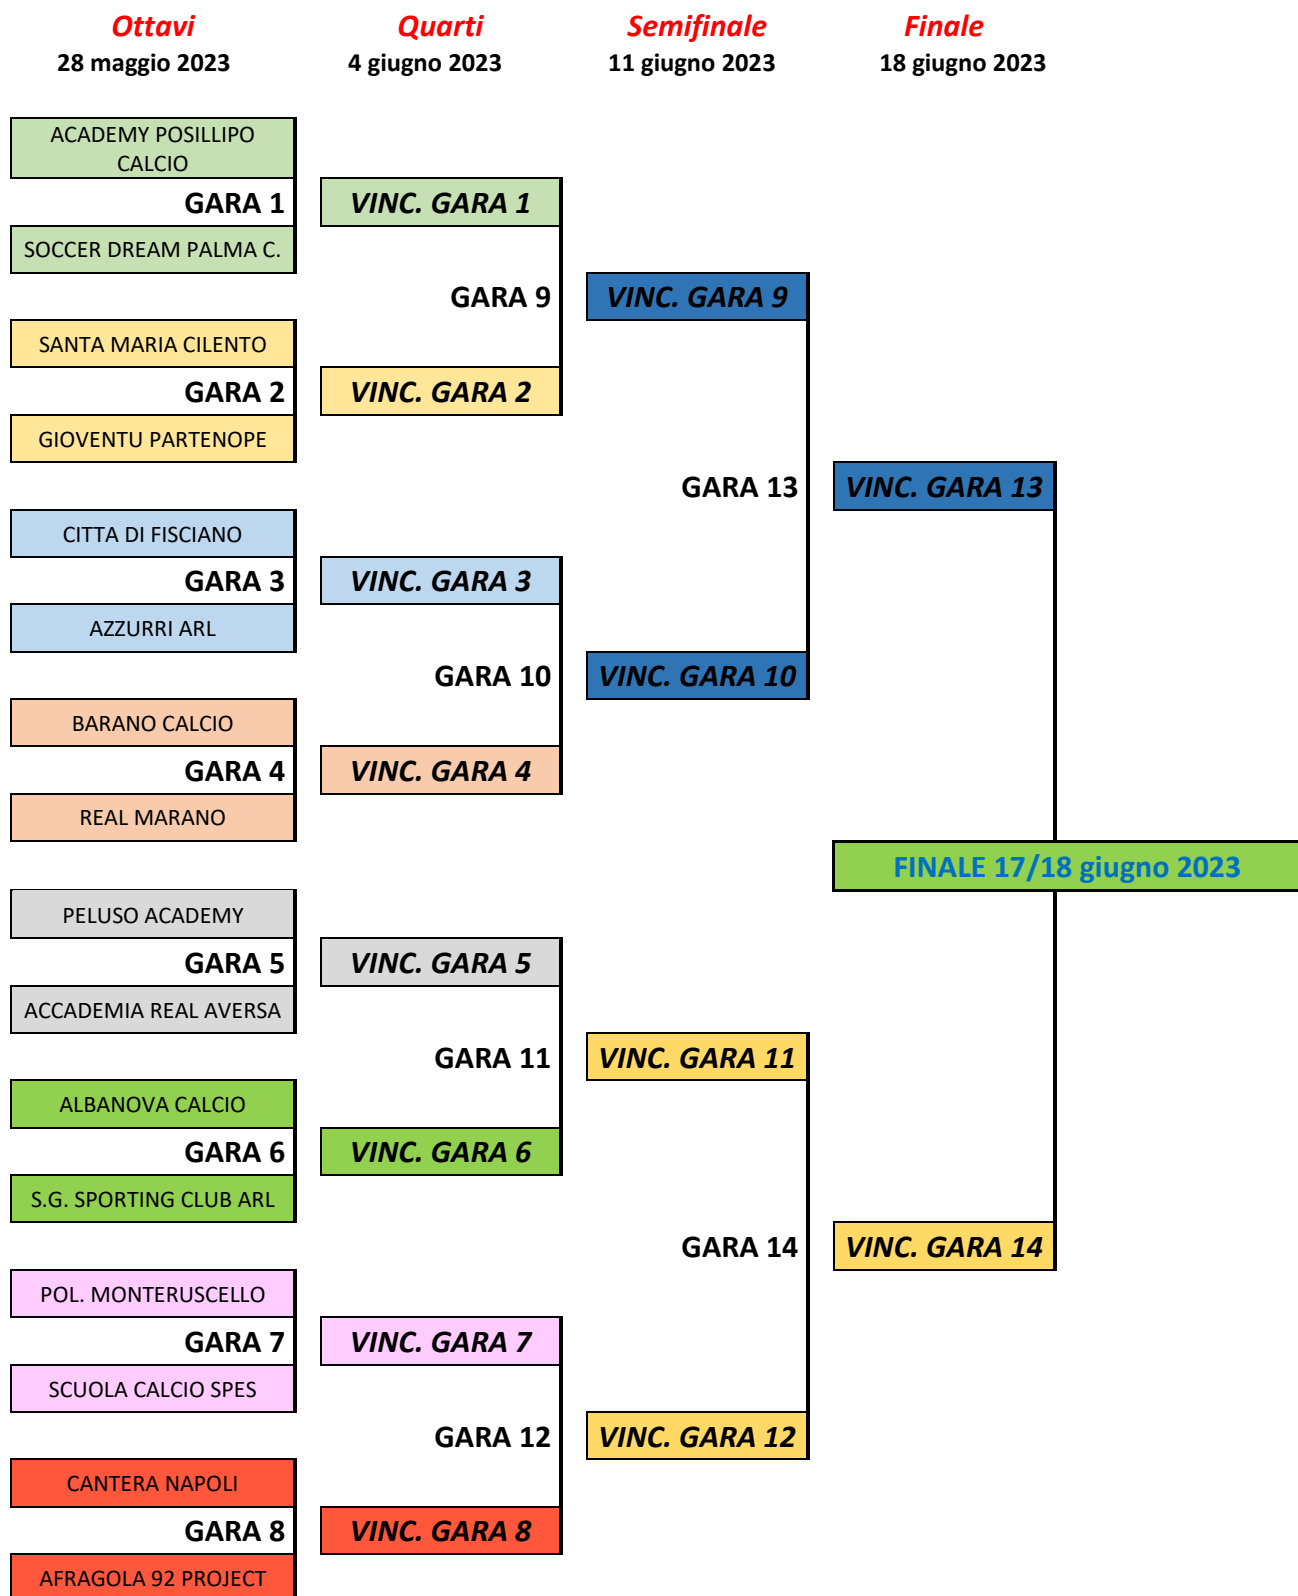 Ottavi Quarti Semifinale Finale
28 maggio 2023 4 giugno 2023 11 giugno 2023 18 giugno 2023
ACADEMY POSILLIPO
CALCIO
GARA 1 VINC. GARA 1
SOCCER DREAM PALMA C.
GARA 9 VINC. GARA 9
SANTA MARIA CILENTO
GARA 2 VINC. GARA 2
GIOVENTU PARTENOPE
GARA 13 VINC. GARA 13
CITTA DI FISCIANO
GARA 3 VINC. GARA 3
AZZURRI ARL
GARA 10 VINC. GARA 10
BARANO CALCIO
GARA 4 VINC. GARA 4
REAL MARANO
FINALE 17/18 giugno 2023
PELUSO ACADEMY
GARA 5 VINC. GARA 5
ACCADEMIA REAL AVERSA
GARA 11 VINC. GARA 11
ALBANOVA CALCIO
GARA 6 VINC. GARA 6
S.G. SPORTING CLUB ARL
GARA 14 VINC. GARA 14
POL. MONTERUSCELLO
GARA 7 VINC. GARA 7
SCUOLA CALCIO SPES
GARA 12 VINC. GARA 12
CANTERA NAPOLI
GARA 8 VINC. GARA 8
AFRAGOLA 92 PROJECT